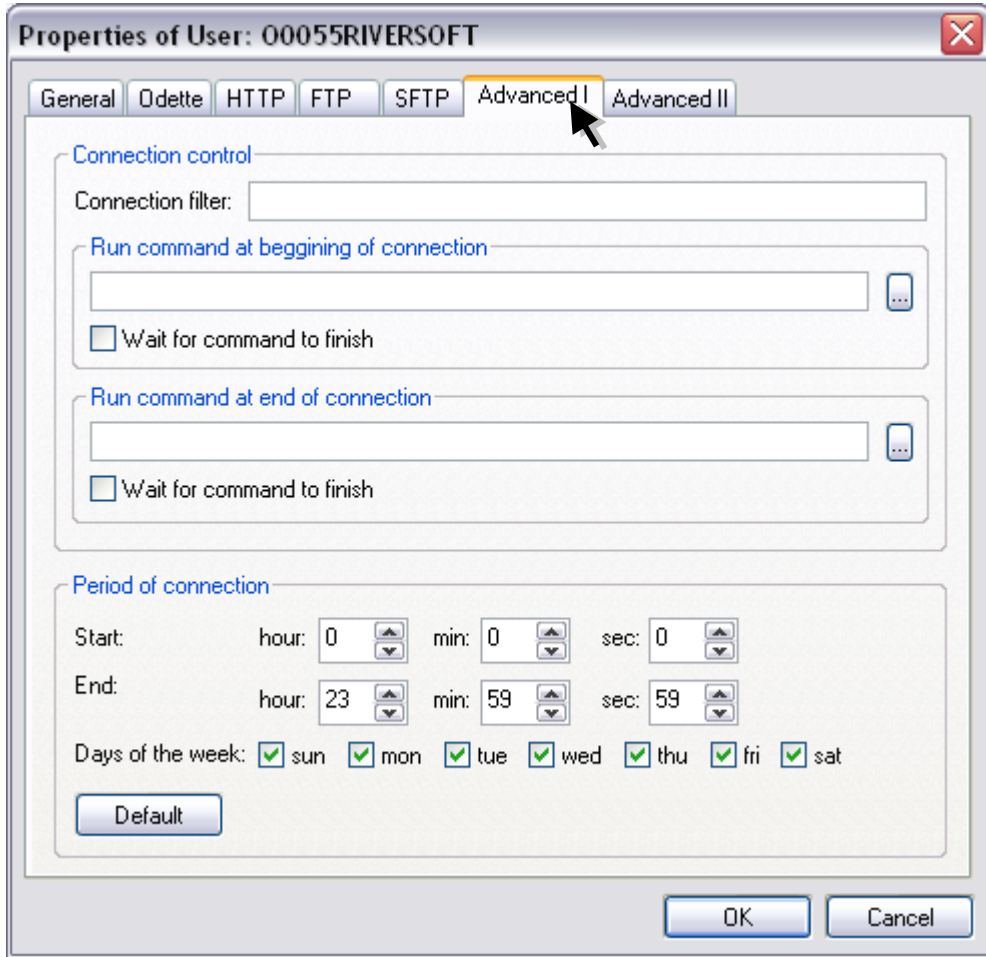 Properties of User: O0055RIVERSOFT
General Odette HTTP FTP SFTP Advanced I Advanced II
Connection control
Connection filter:
Run command at beggining of connection
...
Wait for command to finish
Run command at end of connection
...
Wait for command to finish
Period of connection
Start: hour: 0 min: 0 sec: 0
End: hour: 23 min: 59 sec: 59
Days of the week: sun mon tue wed thu fri sat
Default
OK Cancel